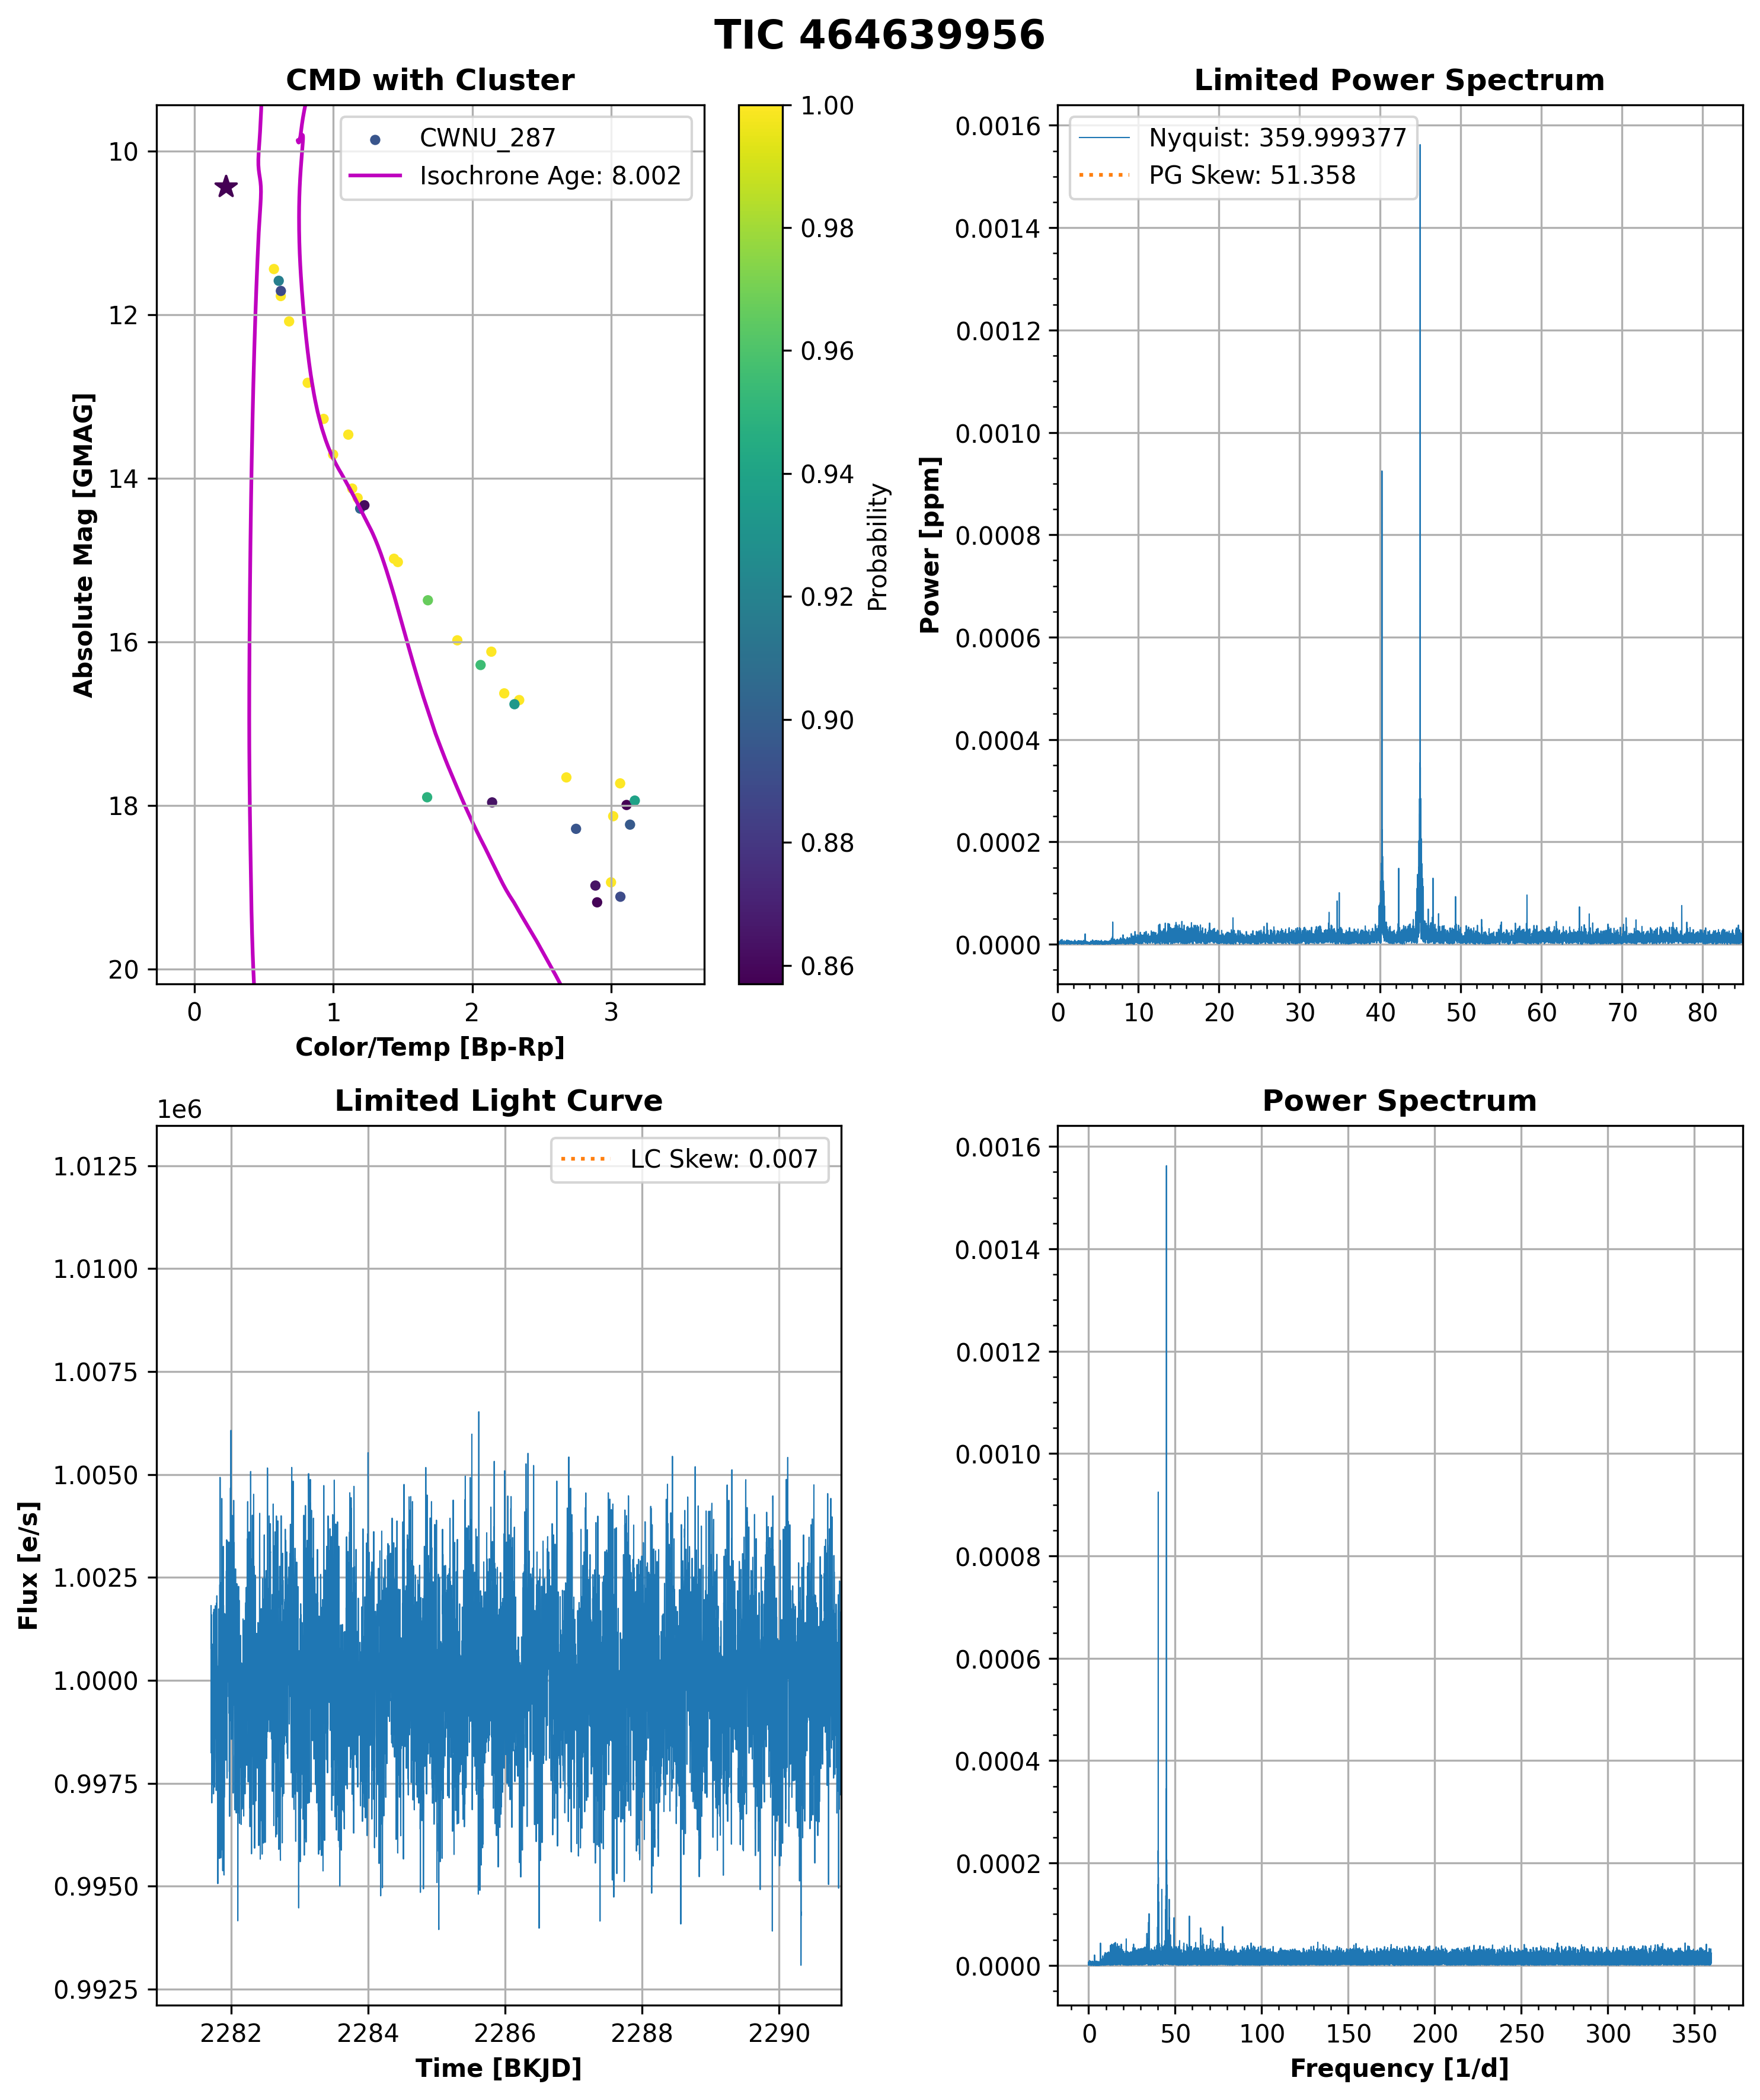 TIC 464639956
CMD with Cluster
CWNU_287
Isochrone Age: 8.002
10
12
14
16
18
20
0 1 2 3
Absolute Mag [GMAG]
Color/Temp [Bp-Rp]
1.00
0.98
0.96
0.94
0.92
0.90
0.88
0.86
Probability
Limited Power Spectrum
Nyquist: 359.999377
PG Skew: 51.358
0.0016
0.0014
0.0012
0.0010
0.0008
0.0006
0.0004
0.0002
0.0000
0 10 20 30 40 50 60 70 80
Power [ppm]
Limited Light Curve
1e6
LC Skew: 0.007
1.0125
1.0100
1.0075
1.0050
1.0025
1.0000
0.9975
0.9950
0.9925
2282 2284 2286 2288 2290
Flux [e/s]
Time [BKJD]
Power Spectrum
0.0016
0.0014
0.0012
0.0010
0.0008
0.0006
0.0004
0.0002
0.0000
0 50 100 150 200 250 300 350
Frequency [1/d]